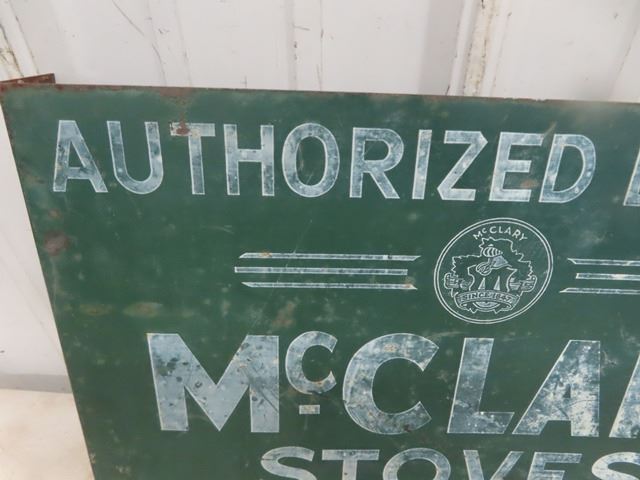 AUTHORIZED
McCLARY
SINCE 1847
McCLA
STOVES